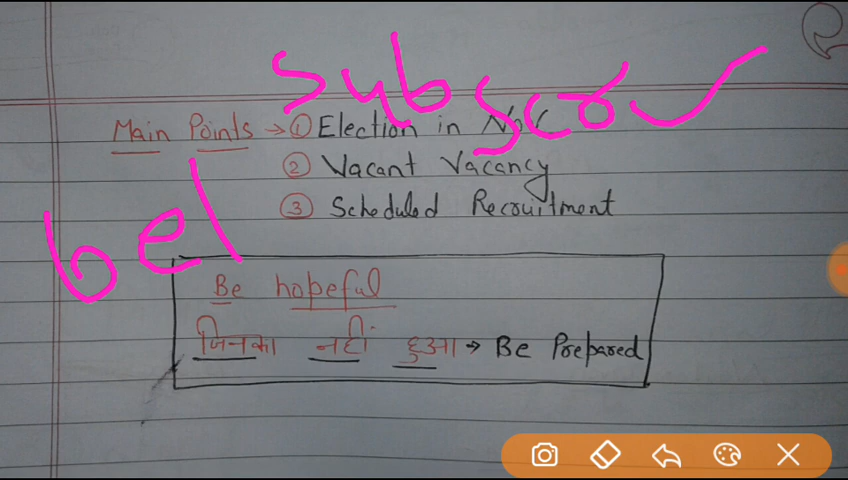 Subscr
Main Points → ① Election in Nov
② Vacant Vacancy
③ Scheduled Recruitment
bel
Be hopeful
जिनका नहीं हुआ → Be Prepared